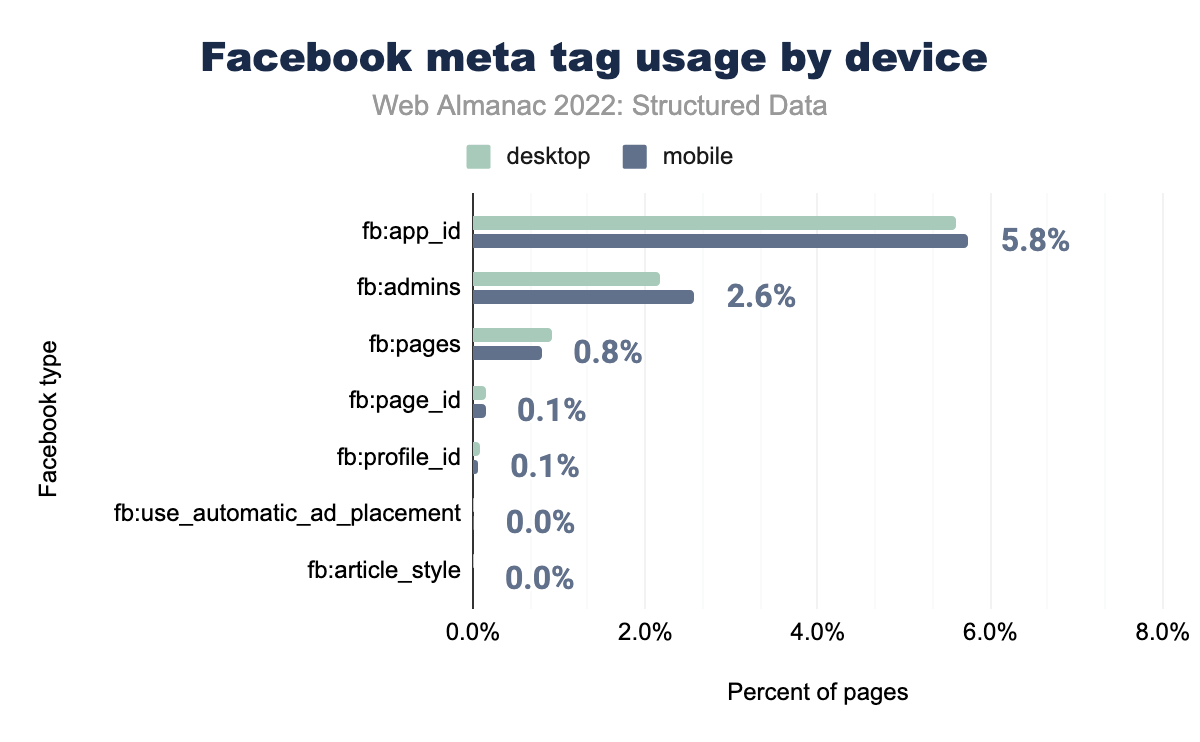 Facebook meta tag usage by device
Web Almanac 2022: Structured Data
desktop mobile
Facebook type
fb:app_id 5.8%
fb:admins 2.6%
fb:pages 0.8%
fb:page_id 0.1%
fb:profile_id 0.1%
fb:use_automatic_ad_placement 0.0%
fb:article_style 0.0%
0.0% 2.0% 4.0% 6.0% 8.0%
Percent of pages